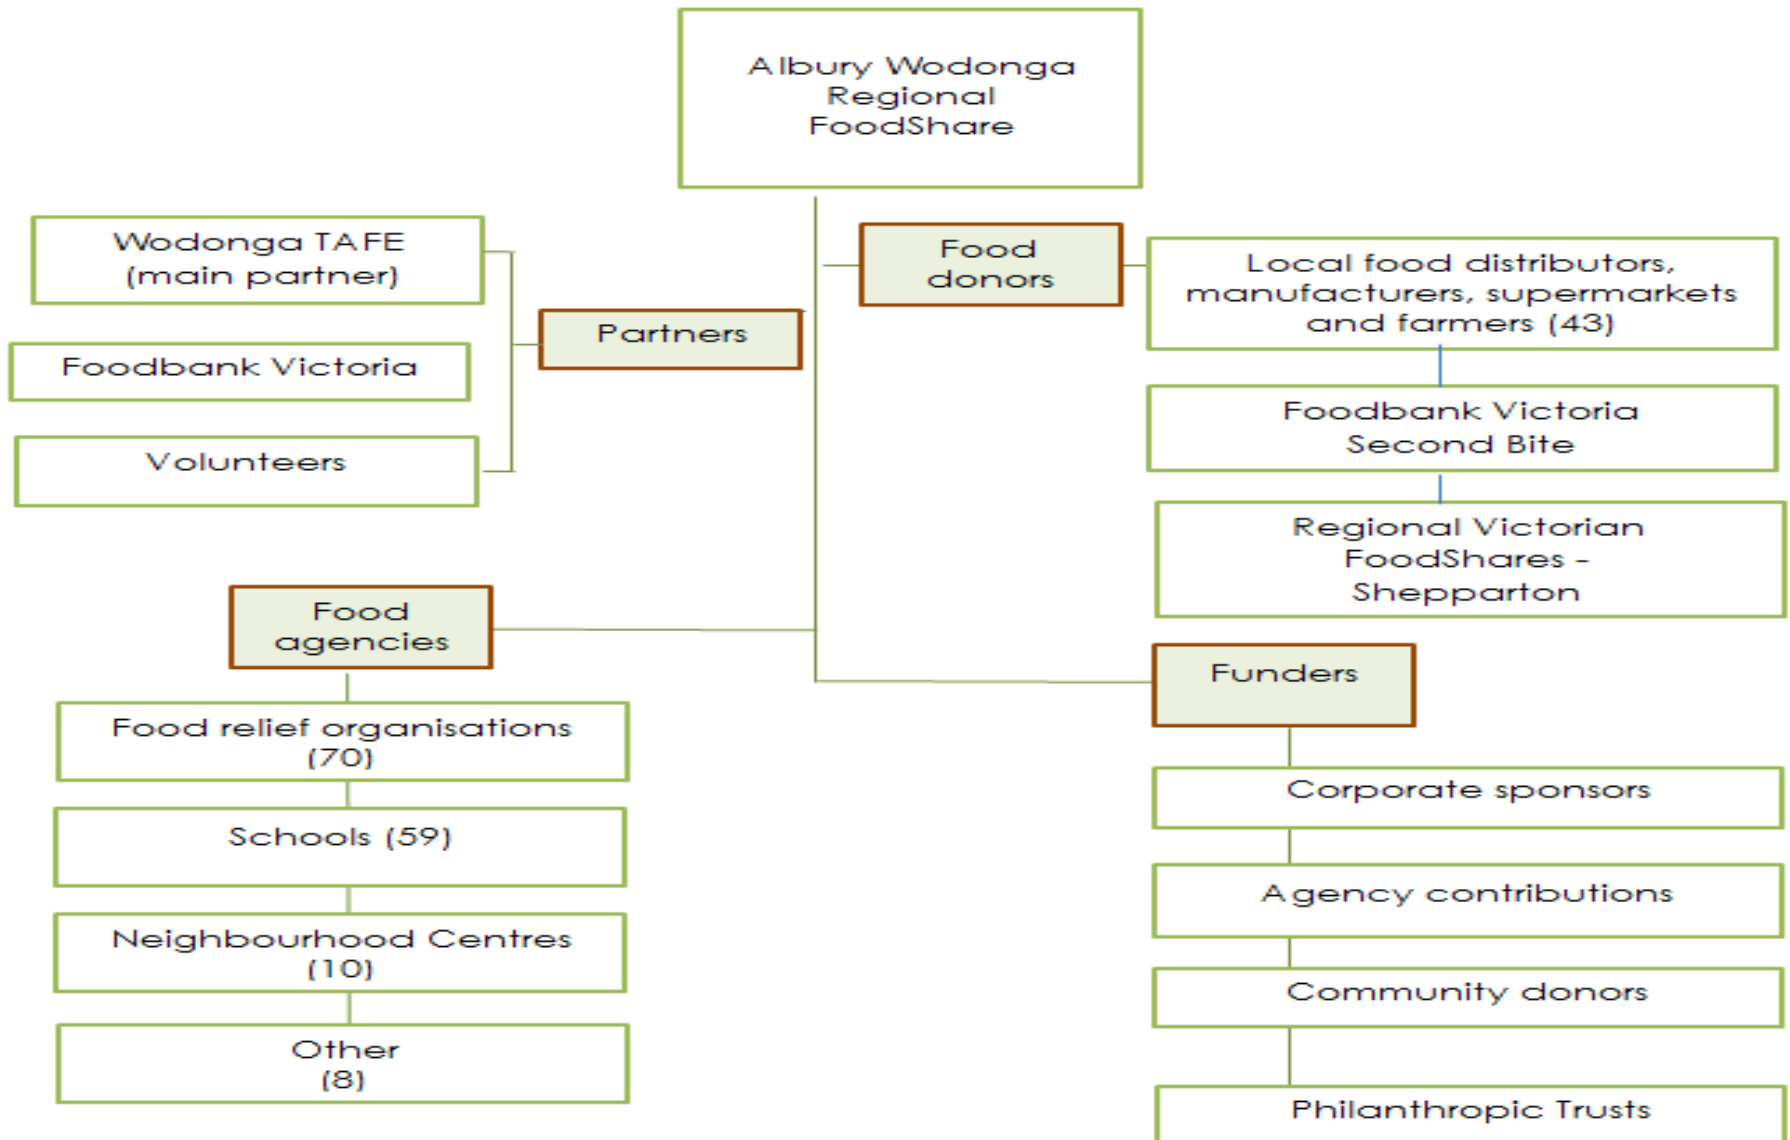 Albury Wodonga
Regional
FoodShare
Wodonga TAFE
(main partner)
Foodbank Victoria
Volunteers
Partners
Food
donors
Local food distributors,
manufacturers, supermarkets
and farmers (43)
Foodbank Victoria
Second Bite
Regional Victorian
FoodShares -
Shepparton
Food
agencies
Food relief organisations
(70)
Schools (59)
Neighbourhood Centres
(10)
Other
(8)
Funders
Corporate sponsors
Agency contributions
Community donors
Philanthropic Trusts